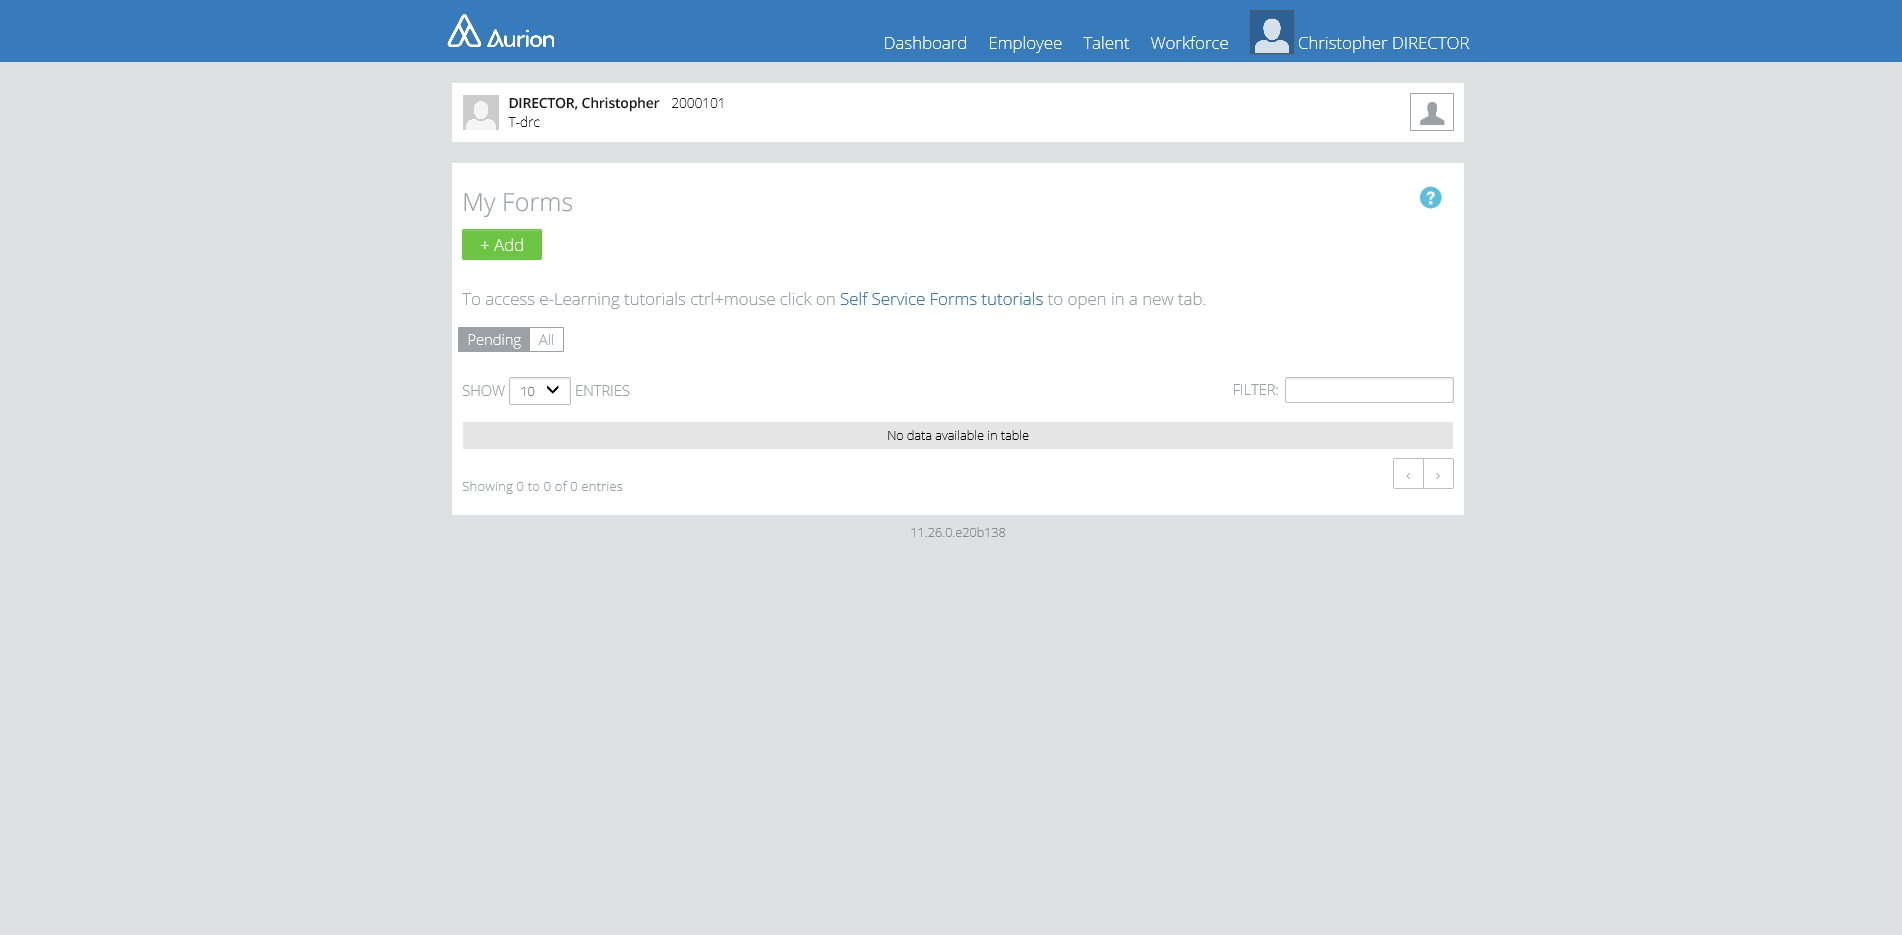 Aurion
Dashboard Employee Talent Workforce Christopher DIRECTOR
DIRECTOR, Christopher 2000101
T-drc
My Forms
?
+ Add
To access e-Learning tutorials ctrl+mouse click on Self Service Forms tutorials to open in a new tab.
Pending All
SHOW 10 ENTRIES FILTER:
No data available in table
‹ ›
Showing 0 to 0 of 0 entries
11.26.0.e20b138